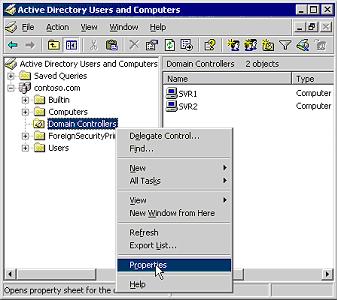 Active Directory Users and Computers
File Action View Window Help
Active Directory Users and Computers
Saved Queries
contoso.com
Builtin
Computers
Domain Controllers
ForeignSecurityPri
Users
Domain Controllers 2 objects
Name Type
SVR1 Computer
SVR2 Computer
Delegate Control...
Find...
New
All Tasks
View
New Window from Here
Refresh
Export List...
Properties
Help
Opens property sheet for the